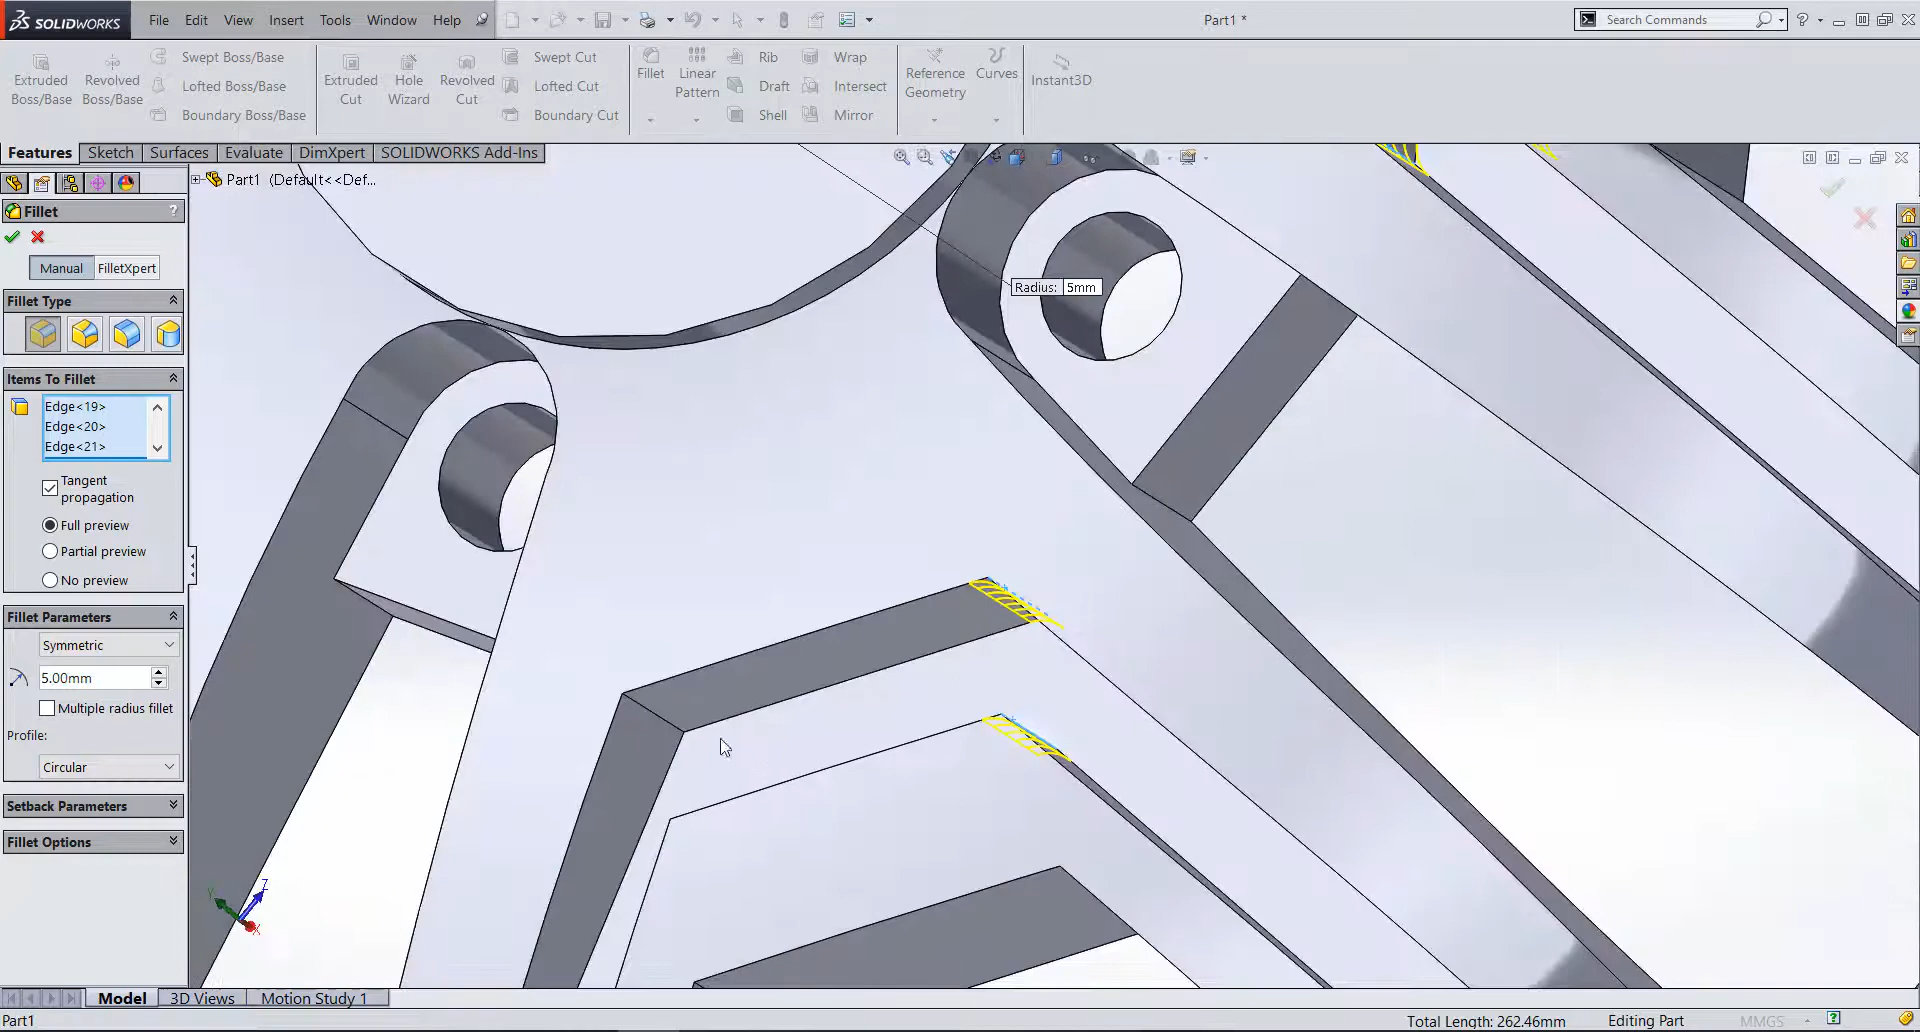 SOLIDWORKS File Edit View Insert Tools Window Help Part1 * Search Commands
Extruded Boss/Base
Revolved Boss/Base
Swept Boss/Base
Lofted Boss/Base
Boundary Boss/Base
Extruded Cut
Hole Wizard
Revolved Cut
Swept Cut
Lofted Cut
Boundary Cut
Fillet
Linear Pattern
Rib
Draft
Shell
Wrap
Intersect
Mirror
Reference Geometry
Curves
Instant3D
Features Sketch Surfaces Evaluate DimXpert SOLIDWORKS Add-Ins
Part1 (Default<<Def...
Fillet ?
Manual FilletXpert
Fillet Type
Items To Fillet
Edge<19>
Edge<20>
Edge<21>
Tangent
propagation
Full preview
Partial preview
No preview
Fillet Parameters
Symmetric
5.00mm
Multiple radius fillet
Profile:
Circular
Setback Parameters
Fillet Options
Radius: 5mm
Y Z X
Model 3D Views Motion Study 1
Part1 Total Length: 262.46mm Editing Part MMGS